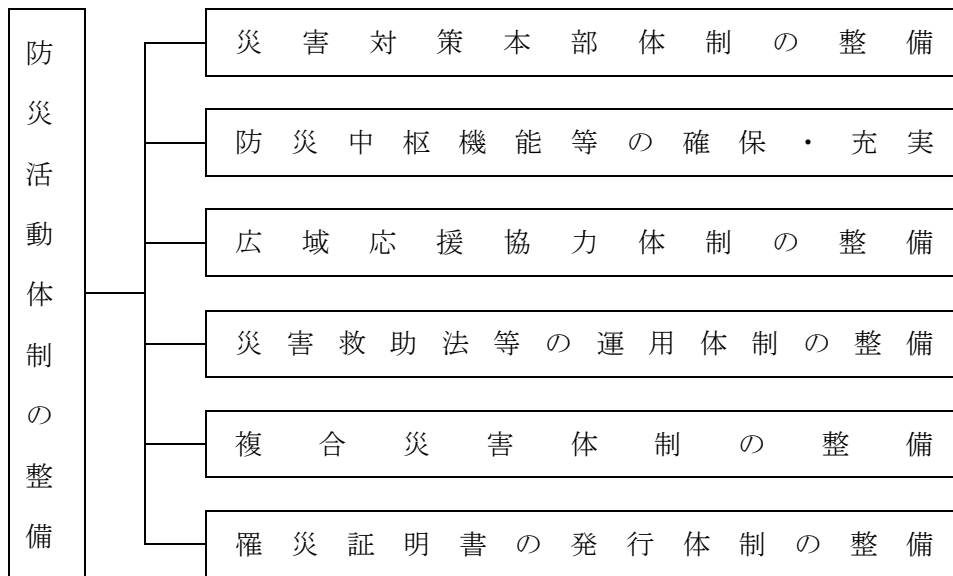 防災活動体制の整備
災害対策本部体制の整備
防災中枢機能等の確保・充実
広域応援協力体制の整備
災害救助法等の運用体制の整備
複合災害体制の整備
罹災証明書の発行体制の整備